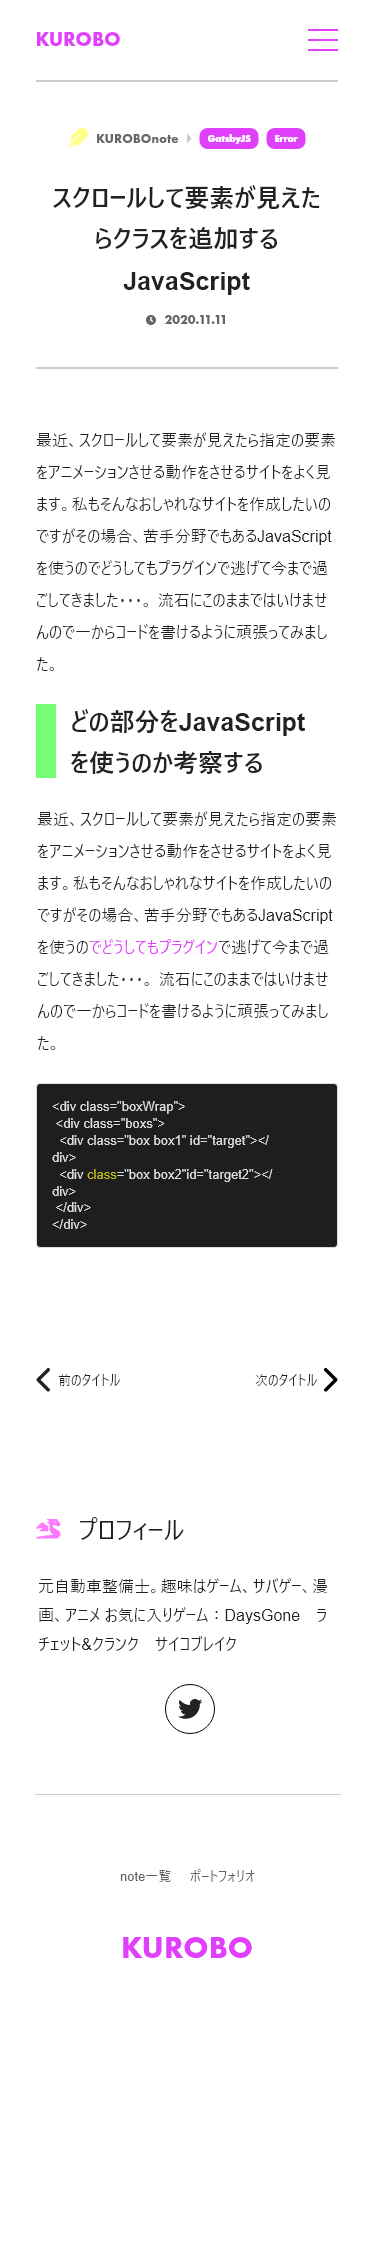 KUROBO
KUROBOnote GatsbyJS Error
スクロールして要素が見えた
らクラスを追加する
JavaScript
2020.11.11
最近、スクロールして要素が見えたら指定の要素
をアニメーションさせる動作をさせるサイトをよく見
ます。私もそんなおしゃれなサイトを作成したいの
ですがその場合、苦手分野でもあるJavaScript
を使うのでどうしてもプラグインで逃げて今まで過
ごしてきました・・・。 流石にこのままではいけませ
んので一からコードを書けるように頑張ってみまし
た。
どの部分をJavaScript
を使うのか考察する
最近、スクロールして要素が見えたら指定の要素
をアニメーションさせる動作をさせるサイトをよく見
ます。私もそんなおしゃれなサイトを作成したいの
ですがその場合、苦手分野でもあるJavaScript
を使うのでどうしてもプラグインで逃げて今まで過
ごしてきました・・・。 流石にこのままではいけませ
んので一からコードを書けるように頑張ってみまし
た。
<div class="boxWrap">
<div class="boxs">
<div class="box box1" id="target"></
div>
<div class="box box2"id="target2"></
div>
</div>
</div>
前のタイトル 次のタイトル
プロフィール
元自動車整備士。趣味はゲーム、サバゲー、漫
画、アニメ お気に入りゲーム：DaysGone　ラ
チェット&クランク　サイコブレイク
note一覧 ポートフォリオ
KUROBO